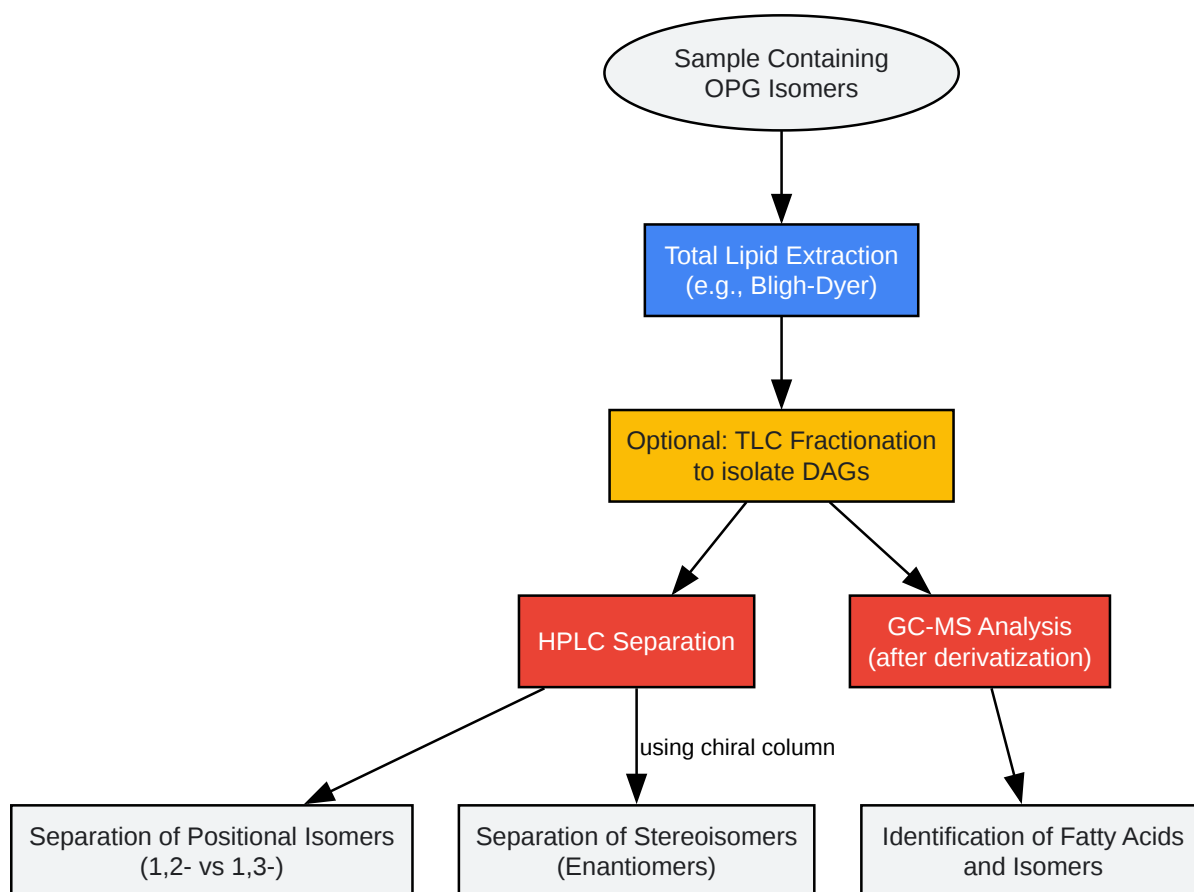 Sample Containing
OPG Isomers
Total Lipid Extraction
(e.g., Bligh-Dyer)
Optional: TLC Fractionation
to isolate DAGs
HPLC Separation
GC-MS Analysis
(after derivatization)
using chiral column
Separation of Positional Isomers
(1,2- vs 1,3-)
Separation of Stereoisomers
(Enantiomers)
Identification of Fatty Acids
and Isomers